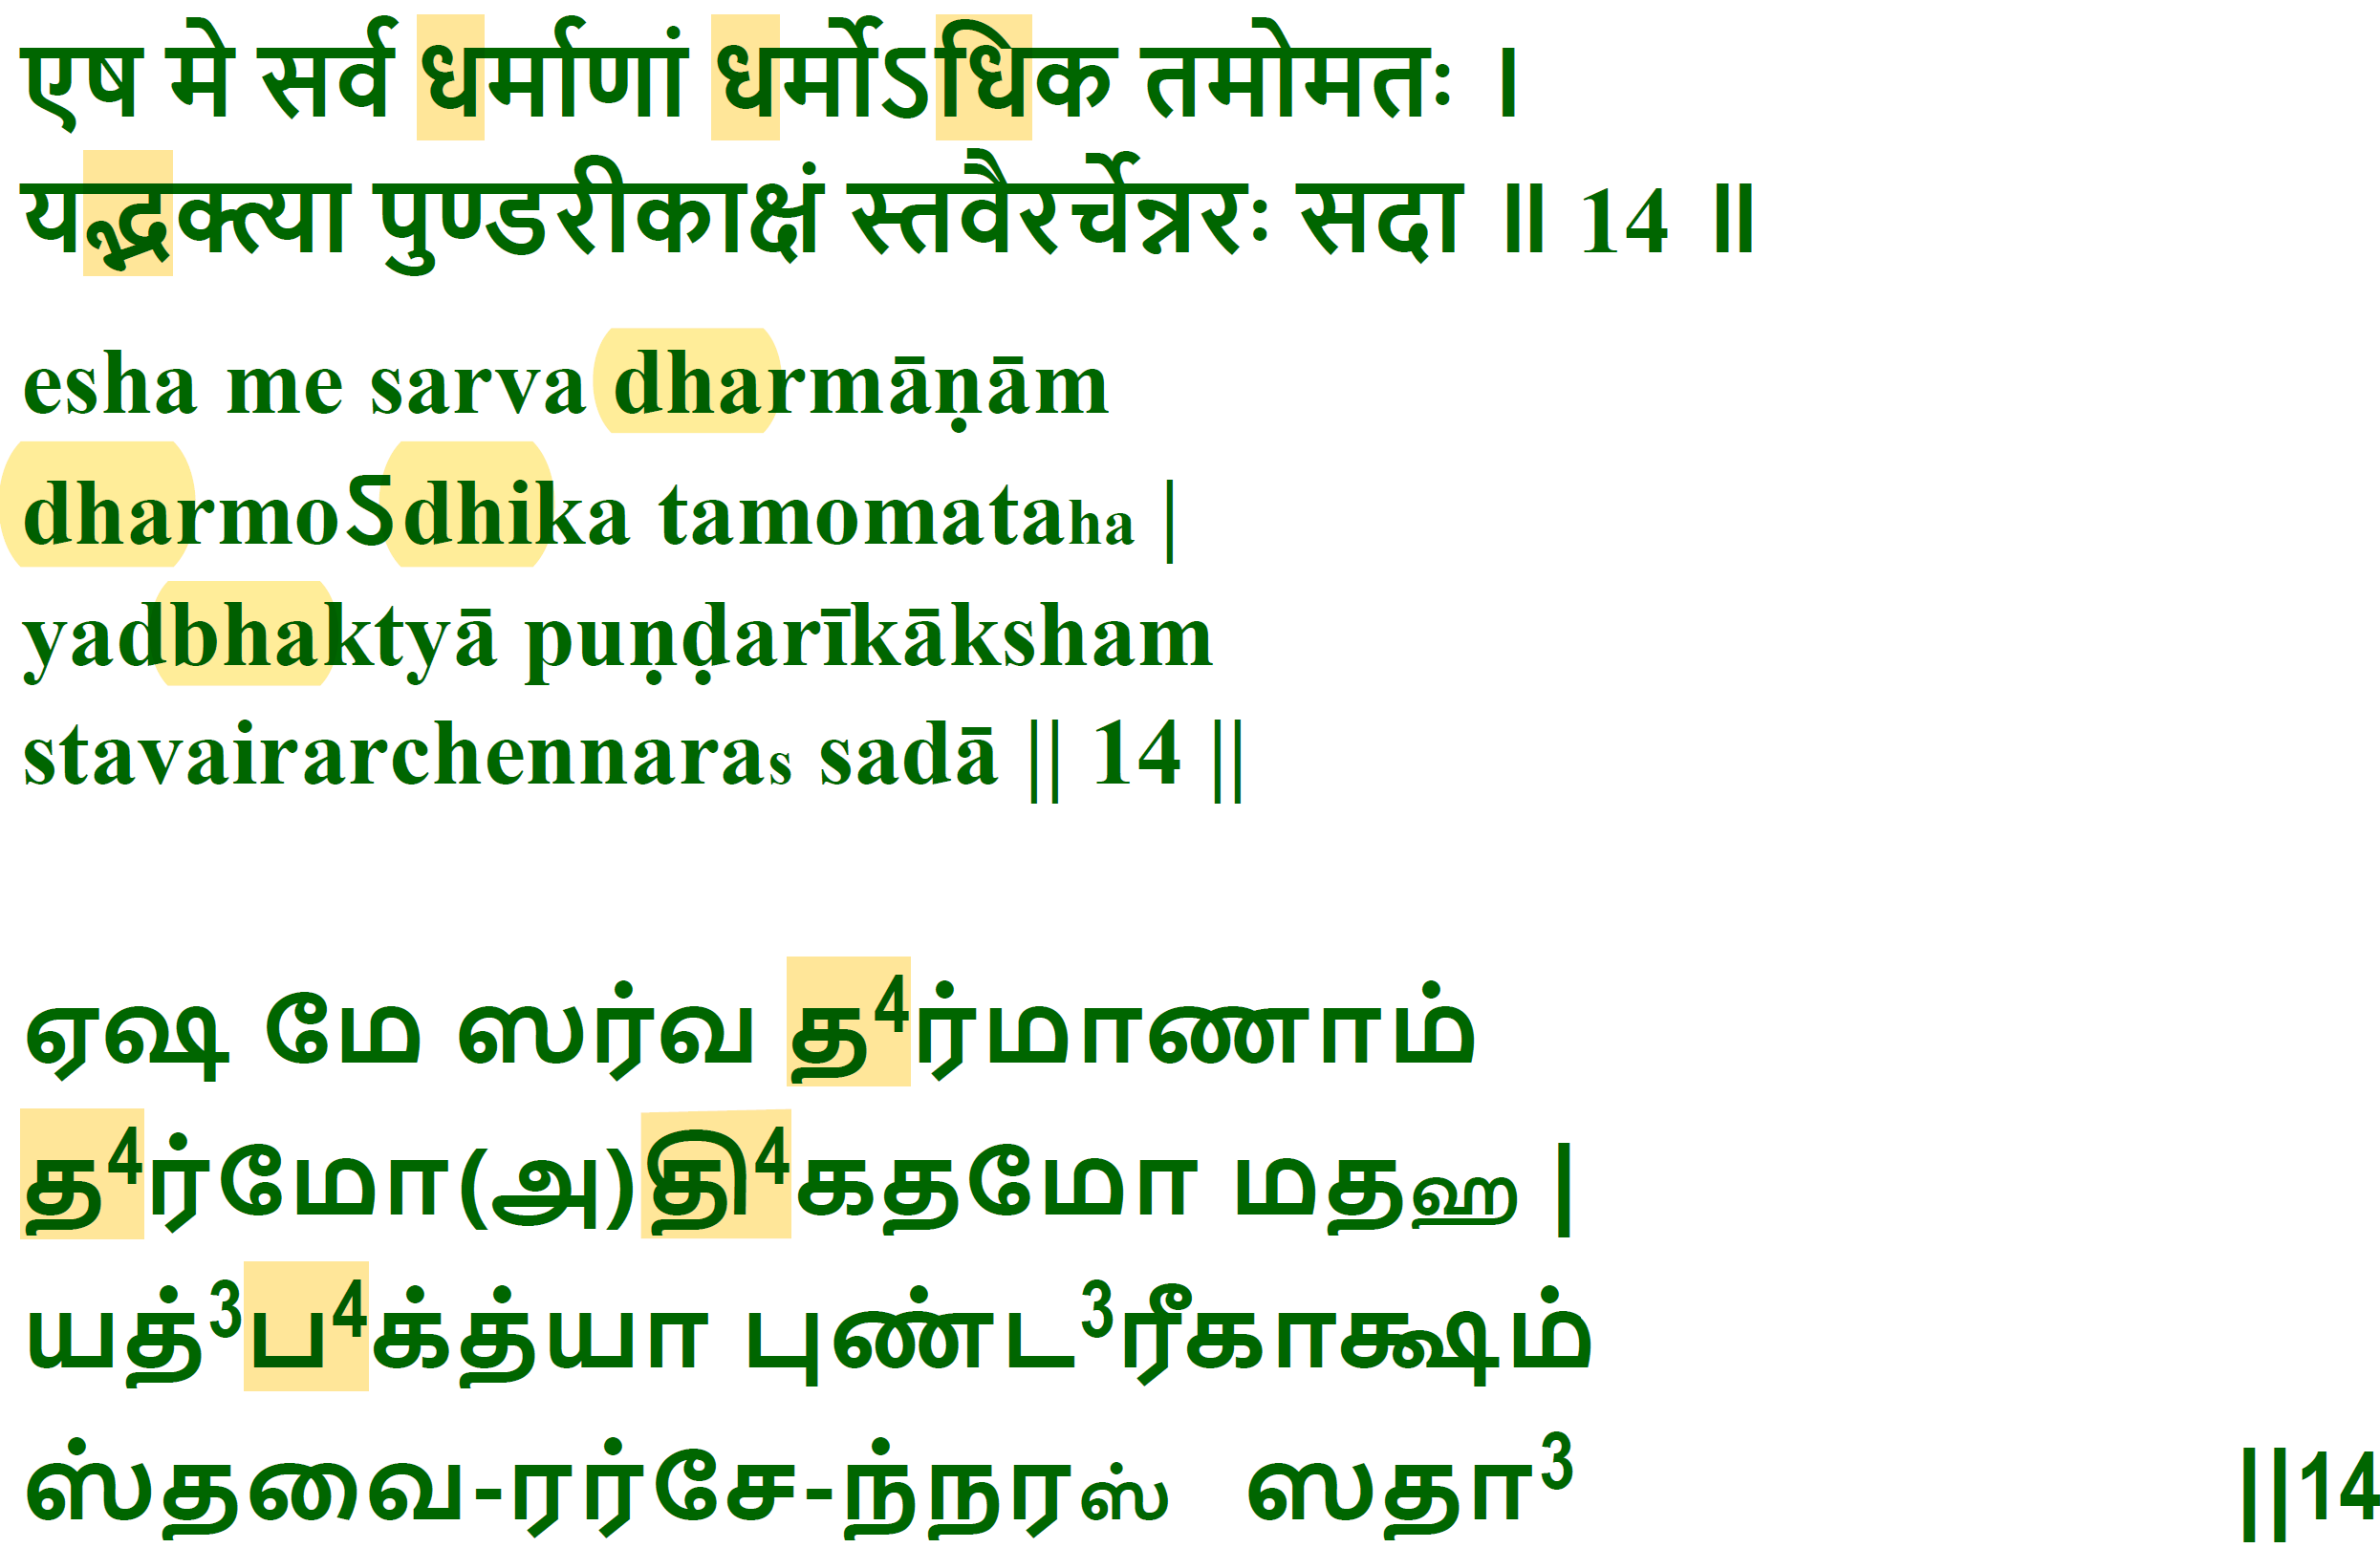 एष मे सर्व धर्माणां धर्मोऽधिक तमोमतः ।
यद्भक्त्या पुण्डरीकाक्षं स्तवैरर्चेन्नरः सदा ॥ 14 ॥
esha me sarva dharmāṇām
dharmoऽdhika tamomataha |
yadbhaktyā puṇḍarīkāksham
stavairarchennaras sadā || 14 ||
ஏஷ மே ஸர்வ த⁴ர்மாணாம்
த⁴ர்மோ(அ)தி⁴கதமோ மதஹ |
யத்³ப⁴க்த்யா புண்ட³ரீகாக்ஷம்
ஸ்தவை-ரர்சே-ந்நரஸ் ஸதா³ ||14